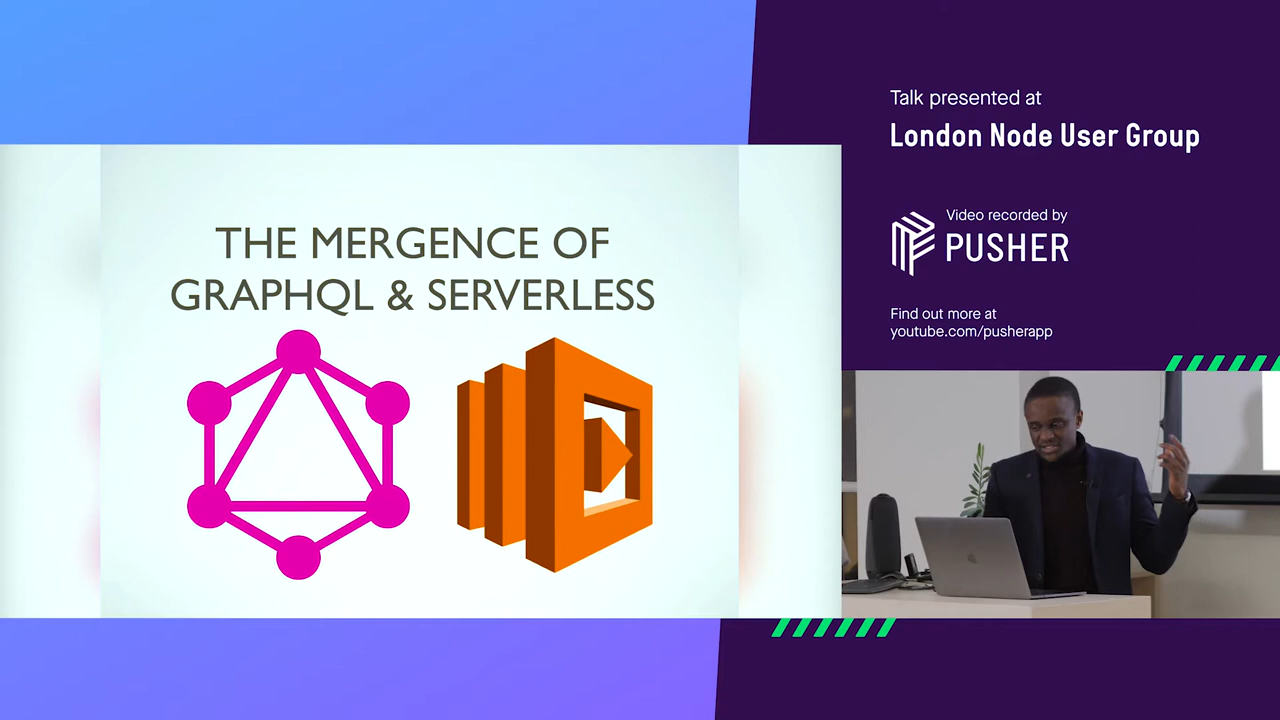 THE MERGENCE OF
GRAPHQL & SERVERLESS
Talk presented at
London Node User Group
Video recorded by
PUSHER
Find out more at
youtube.com/pusherapp